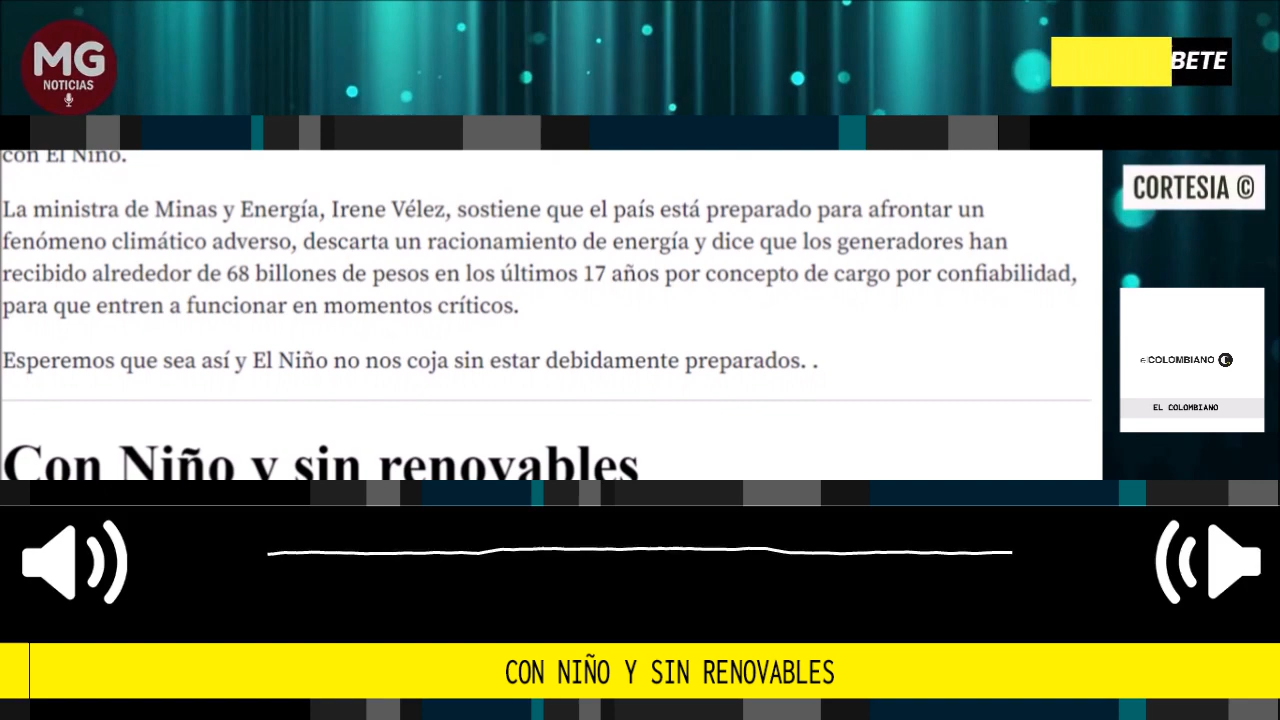 MG
NOTICIAS
BETE
con El Niño.
CORTESIA ©
La ministra de Minas y Energía, Irene Vélez, sostiene que el país está preparado para afrontar un
fenómeno climático adverso, descarta un racionamiento de energía y dice que los generadores han
recibido alrededor de 68 billones de pesos en los últimos 17 años por concepto de cargo por confiabilidad,
para que entren a funcionar en momentos críticos.
Esperemos que sea así y El Niño no nos coja sin estar debidamente preparados. .
el COLOMBIANO C
EL COLOMBIANO
Con Niño y sin renovables
CON NIÑO Y SIN RENOVABLES